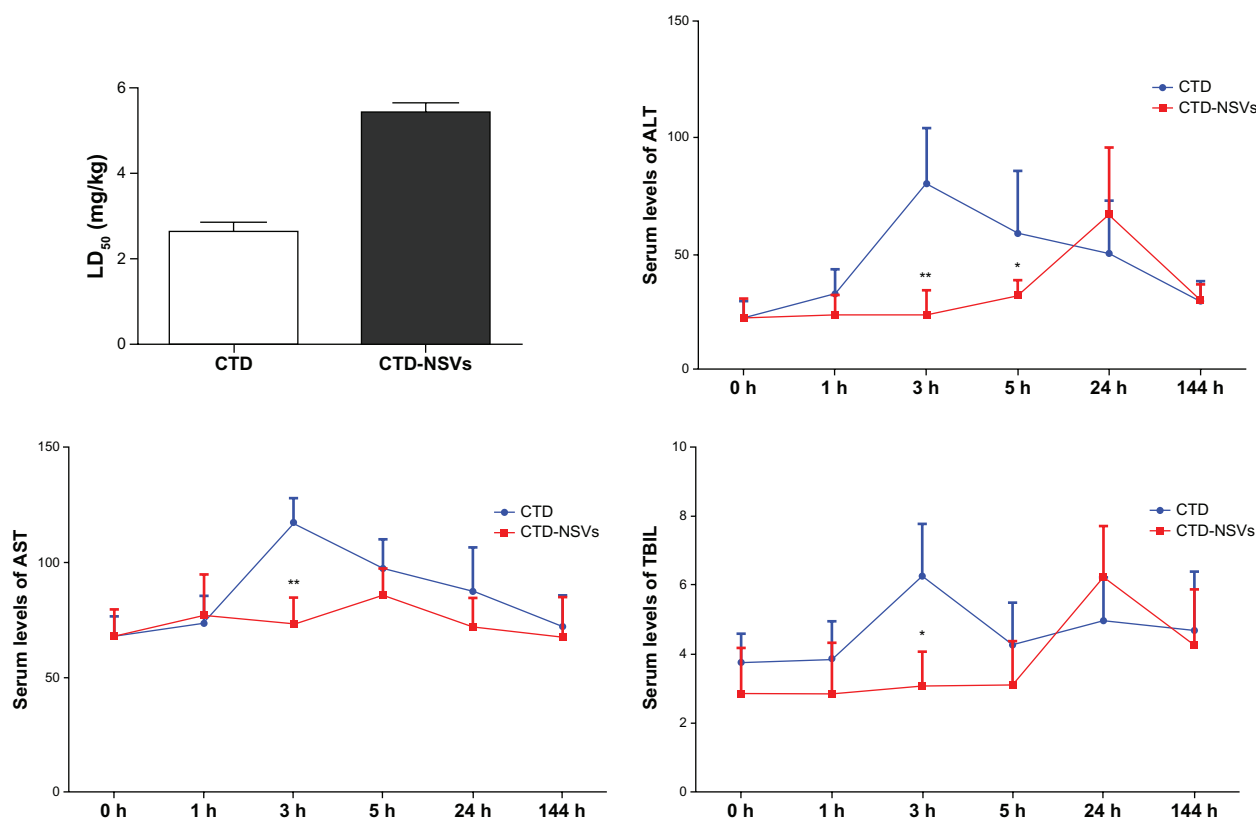 6
4
2
0
LD50 (mg/kg)
CTD
CTD-NSVs
150
100
50
0
Serum levels of ALT
CTD
CTD-NSVs
**
*
0 h
1 h
3 h
5 h
24 h
144 h
150
100
50
0
Serum levels of AST
CTD
CTD-NSVs
**
0 h
1 h
3 h
5 h
24 h
144 h
10
8
6
4
2
0
Serum levels of TBIL
CTD
CTD-NSVs
*
0 h
1 h
3 h
5 h
24 h
144 h